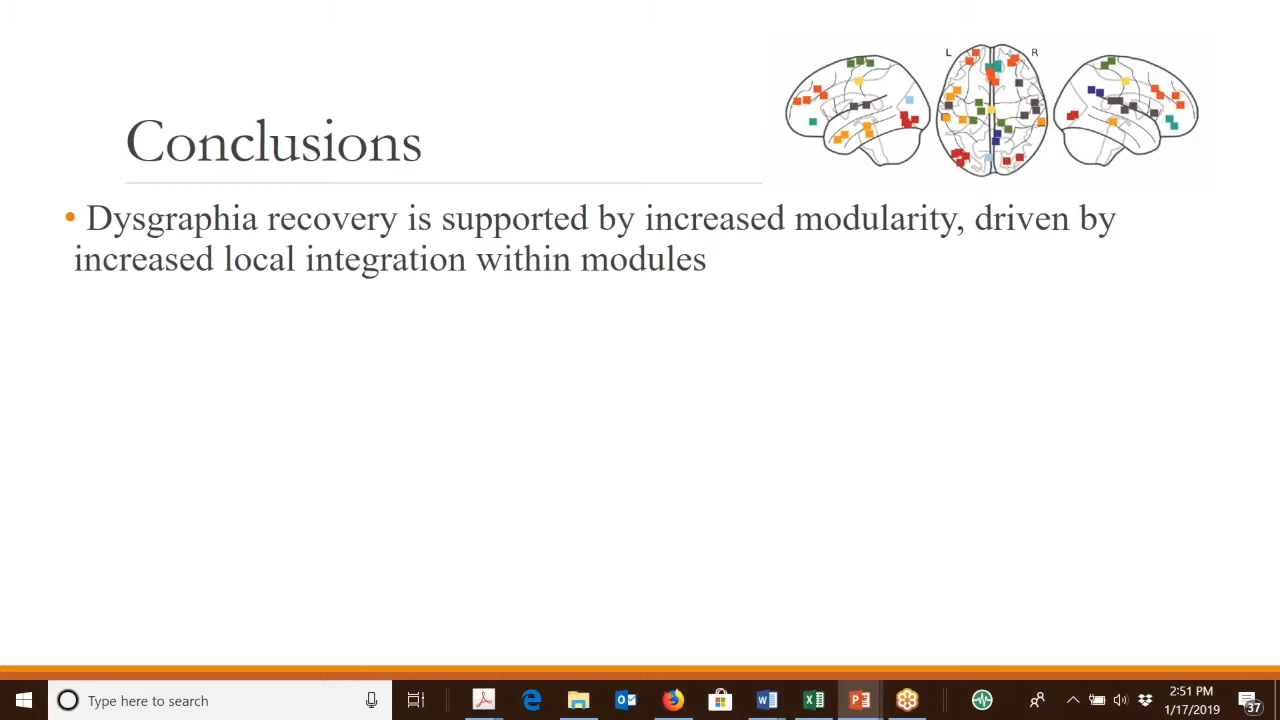 L R
Conclusions
• Dysgraphia recovery is supported by increased modularity, driven by
increased local integration within modules
Type here to search
2:51 PM
1/17/2019
37